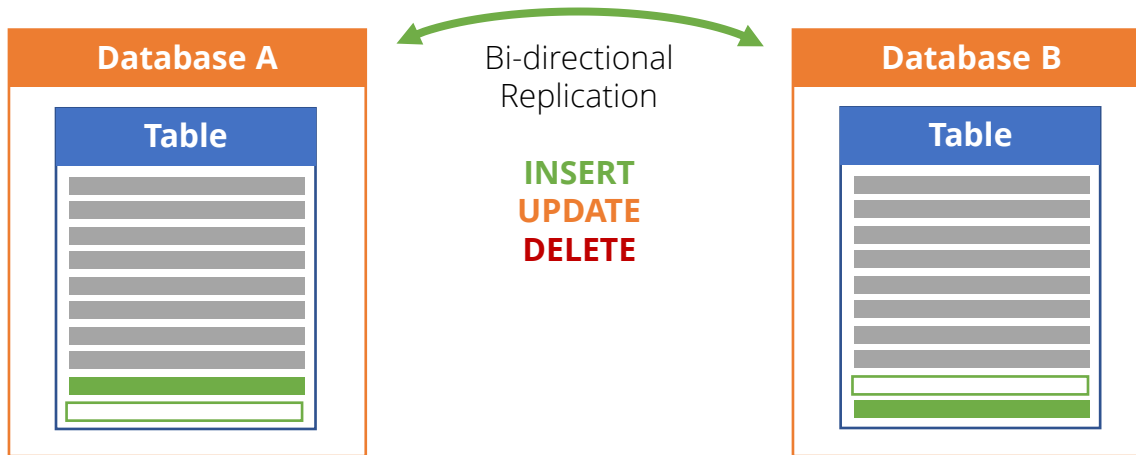 Database A
Table
Bi-directional
Replication
INSERT
UPDATE
DELETE
Database B
Table